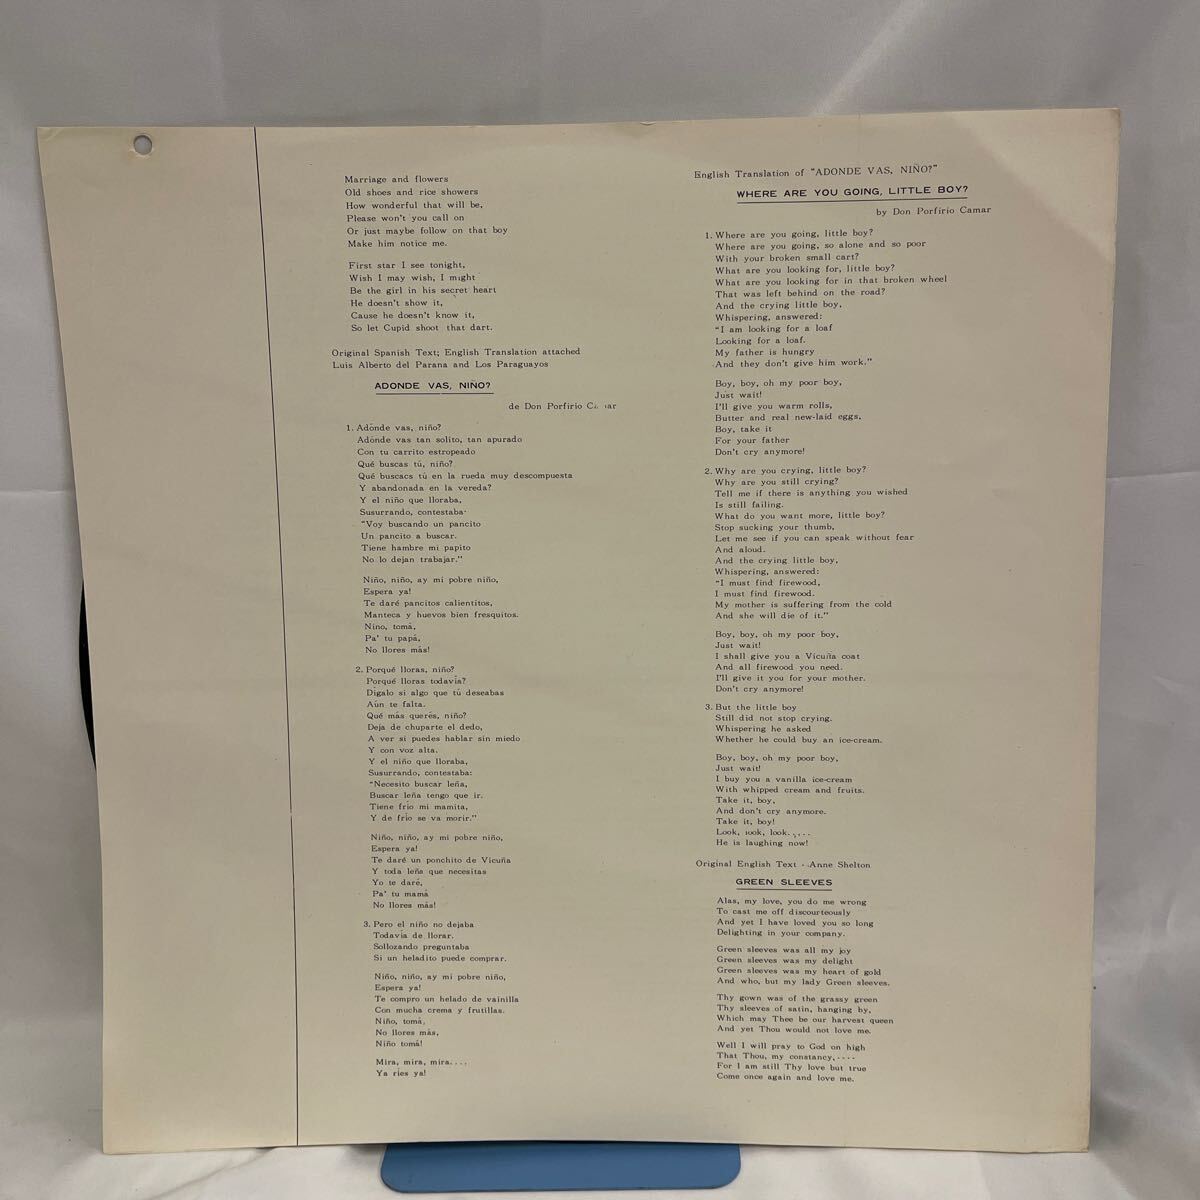 Marriage and flowers
Old shoes and rice showers
How wonderful that will be,
Please won't you call on
Or just maybe follow on that boy
Make him notice me.
First star I see tonight,
Wish I may wish, I might
Be the girl in his secret heart
He doesn't show it,
Cause he doesn't know it,
So let Cupid shoot that dart.
Original Spanish Text; English Translation attached
Luis Alberto del Parana and Los Paraguayos
ADONDE VAS, NIÑO?
de Don Porfirio
1. Adónde vas, niño?
Adónde vas tan solito, tan apurado
Con tu carrito estropeado
Qué buscas tú, niño?
Qué buscacs tú en la rueda muy descompuesta
Y abandonada en la vereda?
Y el niño que lloraba,
Susurrando, contestaba·
"Voy buscando un pancito
Un pancito a buscar.
Tiene hambre mi papito
No lo dejan trabajar."
Niño, niño, ay mi pobre niño,
Espera ya!
Te daré pancitos calientitos,
Manteca y huevos bien fresquitos.
Nino, tomá,
Pa' tu papá,
No llores más!
2. Porqué lloras, niño?
Porqué lloras todavía?
Digalo si algo que tú deseabas
Aún te falta.
Qué más querés, niño?
Deja de chuparte el dedo,
A ver si puedes hablar sin miedo
Y con voz alta.
Y el niño que lloraba,
Susurrando, contestaba:
"Necesito buscar leña,
Buscar leña tengo que ir.
Tiene frío mi mamita,
Y de frío se va morir."
Niño, niño, ay mi pobre niño,
Espera ya!
Te daré un ponchito de Vicuña
Y toda leña que necesitas
Yo te daré,
Pa' tu mamá
No llores más!
3. Pero el niño no dejaba
Todavía de llorar.
Sollozando preguntaba
Si un heladito puede comprar.
Niño, niño, ay mi pobre niño,
Espera ya!
Te compro un helado de vainilla
Con mucha crema y frutillas.
Niño, tomá,
No llores más,
Niño tomá!
Mira, mira, mira....
Ya ries ya!
English Translation of "ADONDE VAS, NIÑO?"
WHERE ARE YOU GOING, LITTLE BOY?
by Don Porfirio Camar
1. Where are you going, little boy?
Where are you going, so alone and so poor
With your broken small cart?
What are you looking for, little boy?
What are you looking for in that broken wheel
That was left behind on the road?
And the crying little boy,
Whispering, answered:
"I am looking for a loaf
Looking for a loaf.
My father is hungry
And they don't give him work."
Boy, boy, oh my poor boy,
Just wait!
I'll give you warm rolls,
Butter and real new-laid eggs,
Boy, take it
For your father
Don't cry anymore!
2. Why are you crying, little boy?
Why are you still crying?
Tell me if there is anything you wished
Is still failing.
What do you want more, little boy?
Stop sucking your thumb,
Let me see if you can speak without fear
And aloud.
And the crying little boy,
Whispering, answered:
"I must find firewood,
I must find firewood.
My mother is suffering from the cold
And she will die of it."
Boy, boy, oh my poor boy,
Just wait!
I shall give you a Vicuña coat
And all firewood you need.
I'll give it you for your mother.
Don't cry anymore!
3. But the little boy
Still did not stop crying.
Whispering he asked
Whether he could buy an ice-cream.
Boy, boy, oh my poor boy,
Just wait!
I buy you a vanilla ice-cream
With whipped cream and fruits.
Take it, boy,
And don't cry anymore.
Take it, boy!
Look, look, look.....
He is laughing now!
Original English Text - Anne Shelton
GREEN SLEEVES
Alas, my love, you do me wrong
To cast me off discourteously
And yet I have loved you so long
Delighting in your company.
Green sleeves was all my joy
Green sleeves was my delight
Green sleeves was my heart of gold
And who, but my lady Green sleeves.
Thy gown was of the grassy green
Thy sleeves of satin, hanging by,
Which may Thee be our harvest queen
And yet Thou would not love me.
Well I will pray to God on high
That Thou, my constancy,....
For I am still Thy love but true
Come once again and love me.